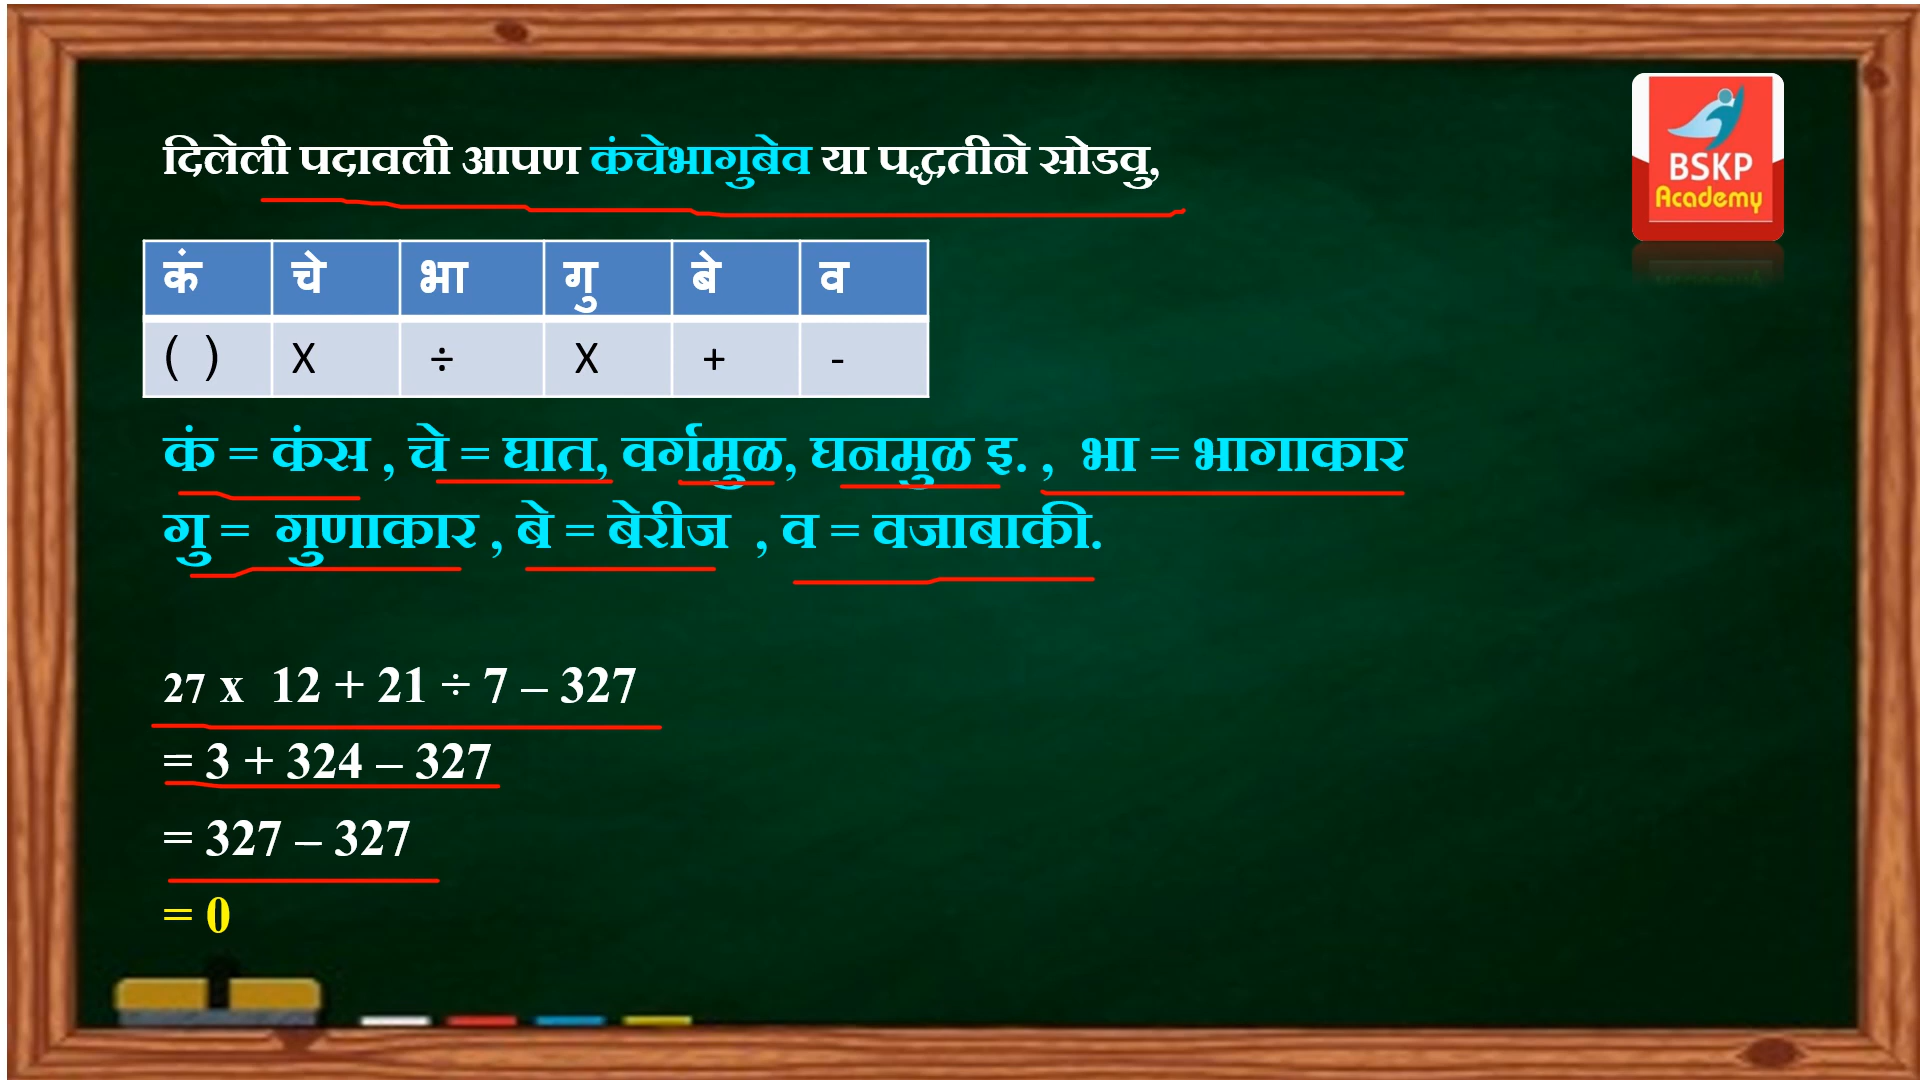 BSKP
Academy
दिलेली पदावली आपण कंचेभागुबेव या पद्धतीने सोडवु,
कं चे भा गु बे व
( ) X ÷ X + -
कं = कंस , चे = घात, वर्गमुळ, घनमुळ इ. , भा = भागाकार
गु = गुणाकार , बे = बेरीज , व = वजाबाकी.
27 x 12 + 21 ÷ 7 – 327
= 3 + 324 – 327
= 327 – 327
= 0